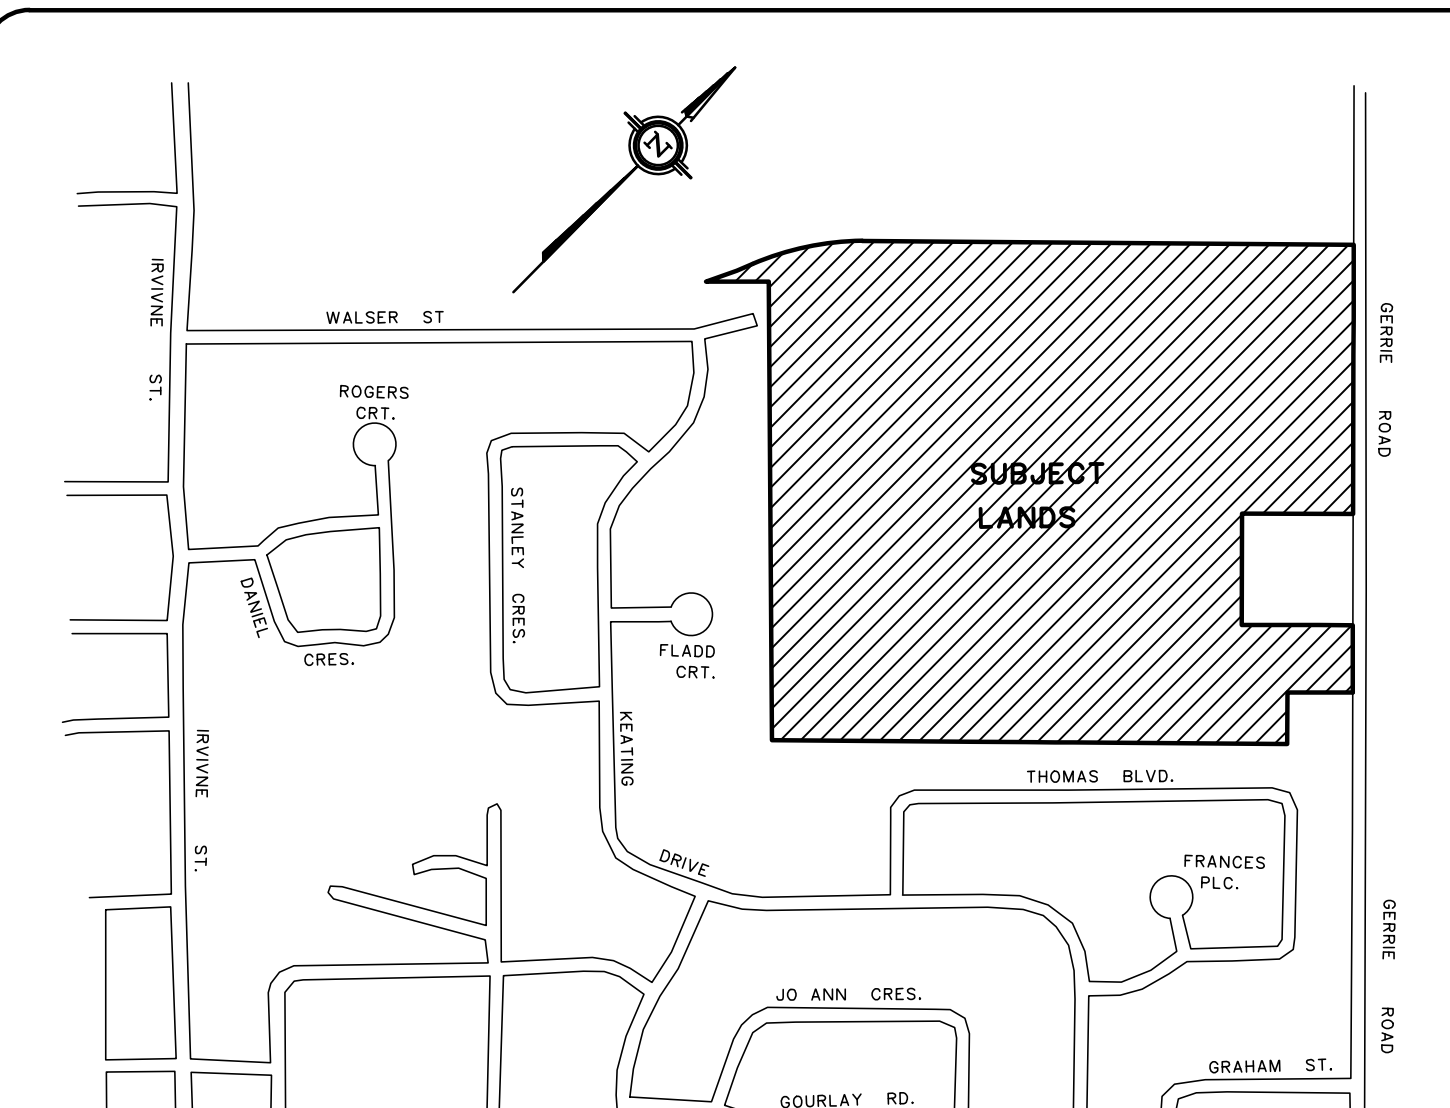 N
IRVIVNE ST.
WALSER ST
GERRIE ROAD
ROGERS
CRT.
SUBJECT
LANDS
STANLEY CRES.
DANIEL
CRES.
FLADD
CRT.
KEATING
DRIVE
IRVIVNE ST.
THOMAS BLVD.
FRANCES
PLC.
GERRIE ROAD
JO ANN CRES.
GRAHAM ST.
GOURLAY RD.